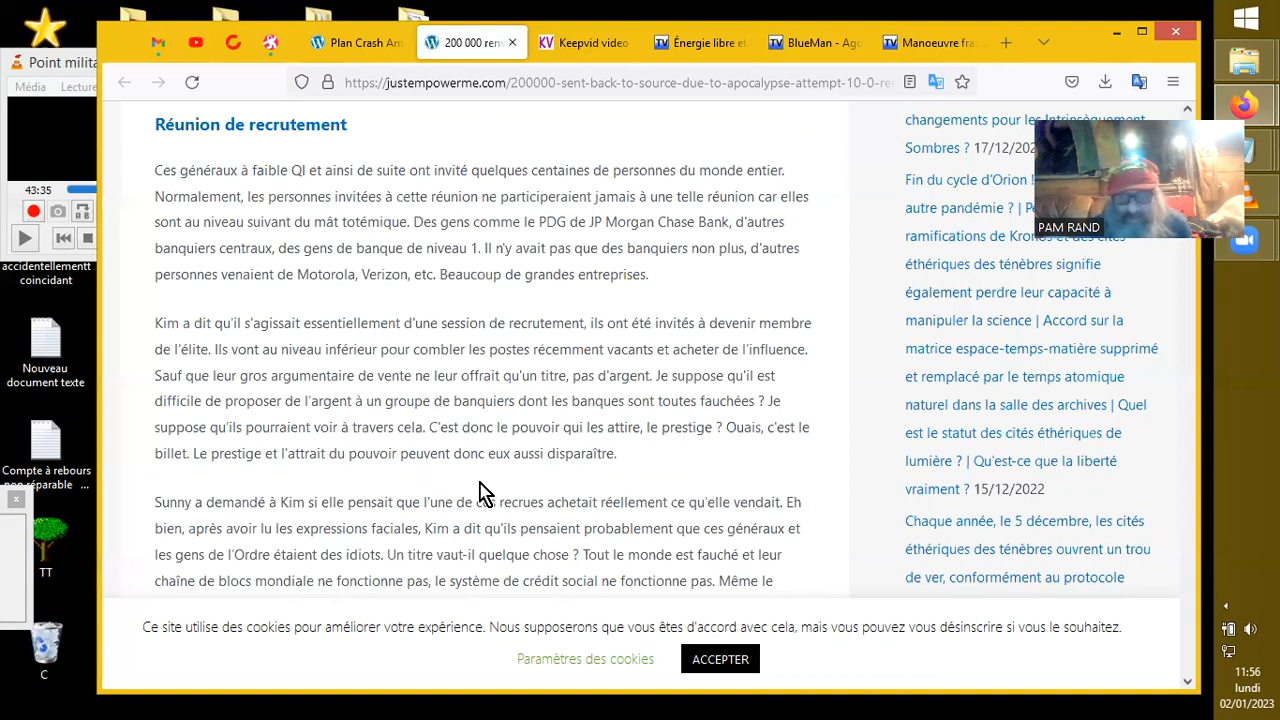 Point milita
Média Lecture
43:35
accidentellementt
coincidant
Nouveau
document texte
Compte à rebours
non réparable ...
TT
C
Plan Crash Am
200 000 renv
Keepvid video
Énergie libre et
BlueMan - Ago
Manoeuvre fra
https://justempowerme.com/200000-sent-back-to-source-due-to-apocalypse-attempt-10-0-re
Réunion de recrutement
Ces généraux à faible QI et ainsi de suite ont invité quelques centaines de personnes du monde entier.
Normalement, les personnes invitées à cette réunion ne participeraient jamais à une telle réunion car elles
sont au niveau suivant du mât totémique. Des gens comme le PDG de JP Morgan Chase Bank, d'autres
banquiers centraux, des gens de banque de niveau 1. Il n'y avait pas que des banquiers non plus, d'autres
personnes venaient de Motorola, Verizon, etc. Beaucoup de grandes entreprises.
Kim a dit qu'il s'agissait essentiellement d'une session de recrutement, ils ont été invités à devenir membre
de l'élite. Ils vont au niveau inférieur pour combler les postes récemment vacants et acheter de l'influence.
Sauf que leur gros argumentaire de vente ne leur offrait qu'un titre, pas d'argent. Je suppose qu'il est
difficile de proposer de l'argent à un groupe de banquiers dont les banques sont toutes fauchées ? Je
suppose qu'ils pourraient voir à travers cela. C'est donc le pouvoir qui les attire, le prestige ? Ouais, c'est le
billet. Le prestige et l'attrait du pouvoir peuvent donc eux aussi disparaître.
Sunny a demandé à Kim si elle pensait que l'une de recrues achetait réellement ce qu'elle vendait. Eh
bien, après avoir lu les expressions faciales, Kim a dit qu'ils pensaient probablement que ces généraux et
les gens de l'Ordre étaient des idiots. Un titre vaut-il quelque chose ? Tout le monde est fauché et leur
chaîne de blocs mondiale ne fonctionne pas, le système de crédit social ne fonctionne pas. Même le
changements pour les Intrinsèquement
Sombres ? 17/12/202
Fin du cycle d'Orion !
autre pandémie ? |
ramifications de Kronos et des cités
éthériques des ténèbres signifie
également perdre leur capacité à
manipuler la science | Accord sur la
matrice espace-temps-matière supprimé
et remplacé par le temps atomique
naturel dans la salle des archives | Quel
est le statut des cités éthériques de
lumière ? | Qu'est-ce que la liberté
vraiment ? 15/12/2022
Chaque année, le 5 décembre, les cités
éthériques des ténèbres ouvrent un trou
de ver, conformément au protocole
PAM RAND
Ce site utilise des cookies pour améliorer votre expérience. Nous supposerons que vous êtes d'accord avec cela, mais vous pouvez vous désinscrire si vous le souhaitez.
Paramètres des cookies
ACCEPTER
11:56
lundi
02/01/2023